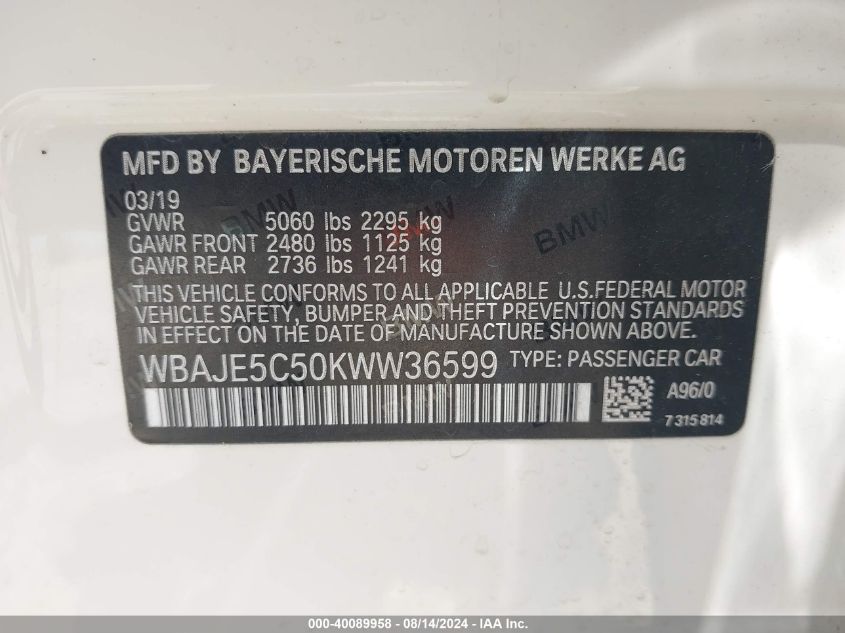 MFD BY BAYERISCHE MOTOREN WERKE AG
03/19
GVWR 5060 lbs 2295 kg
GAWR FRONT 2480 lbs 1125 kg
GAWR REAR 2736 lbs 1241 kg
THIS VEHICLE CONFORMS TO ALL APPLICABLE U.S.FEDERAL MOTOR
VEHICLE SAFETY, BUMPER AND THEFT PREVENTION STANDARDS
IN EFFECT ON THE DATE OF MANUFACTURE SHOWN ABOVE.
WBAJE5C50KWW36599 TYPE: PASSENGER CAR
A96/0
7 315 814
BMW
BMW
000-40089958 - 08/14/2024 - IAA Inc.